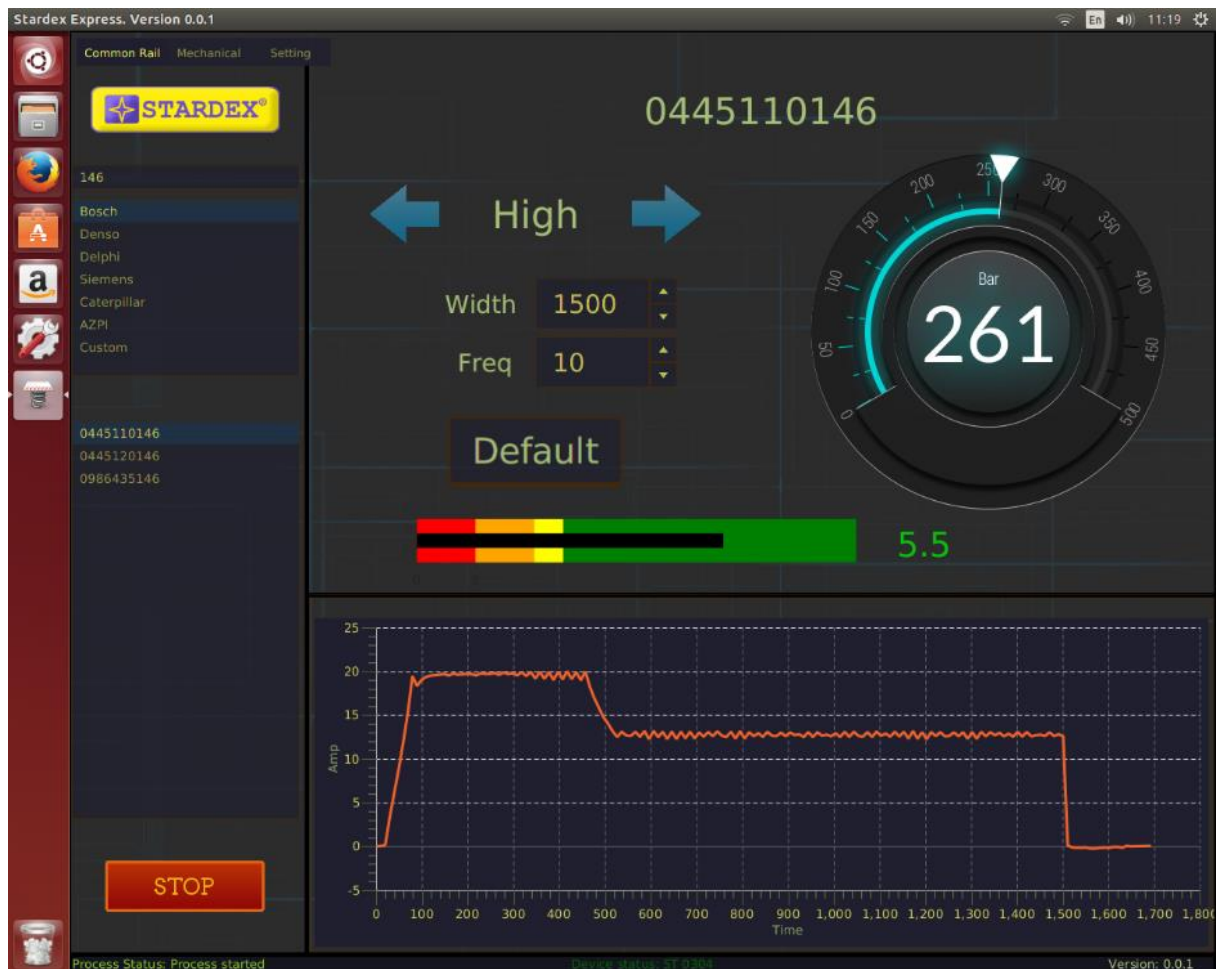 Stardex Express. Version 0.0.1
En 11:19
Common Rail Mechanical Setting
STARDEX®
146
Bosch
Denso
Delphi
Siemens
Caterpillar
AZPI
Custom
0445110146
0445120146
0986435146
STOP
0445110146
High
Width 1500
Freq 10
Default
0
50
100
150
200
250
300
350
400
450
500
Bar
261
5.5
25
20
15
10
5
0
-5
Amp
0 100 200 300 400 500 600 700 800 900 1,000 1,100 1,200 1,300 1,400 1,500 1,600 1,700 1,800
Time
Process Status: Process started
Device status: ST 0304
Version: 0.0.1